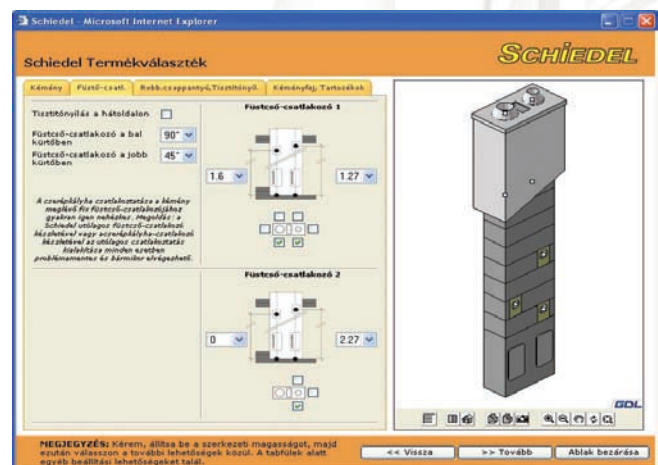 Schiedel - Microsoft Internet Explorer
Schiedel Termékválaszték
SCHIEDEL
Kémény
Füstcső-csatl.
Robb.csappantyú,Tisztítónyíl.
Kéményfej, Tartozékok
Tisztítónyílás a hátoldalon
Füstcső-csatlakozó a bal
kürtőben
90°
Füstcső-csatlakozó a jobb
kürtőben
45°
A cserépkályha csatlakoztatása a kémény
meglévő fix füstcső-csatlakozójához
gyakran igen nehézkes. Megoldás: a
Schiedel utólagos füstcső-csatlakozó
készletével vagy acserépkályha-csatlakozó
készletével az utólagos csatlakoztatás
kialakítása minden esetben
problémamentes és bármikor elvégezhető.
Füstcső-csatlakozó 1
1.6
1.27
Füstcső-csatlakozó 2
0
2.27
GDL
MEGJEGYZÉS: Kérem, állítsa be a szerkezeti magasságot, majd
ezután válasszon a további lehetőségek közül. A tabfülek alatt
egyéb beállítási lehetőségeket talál.
<< Vissza
>> Tovább
Ablak bezárása